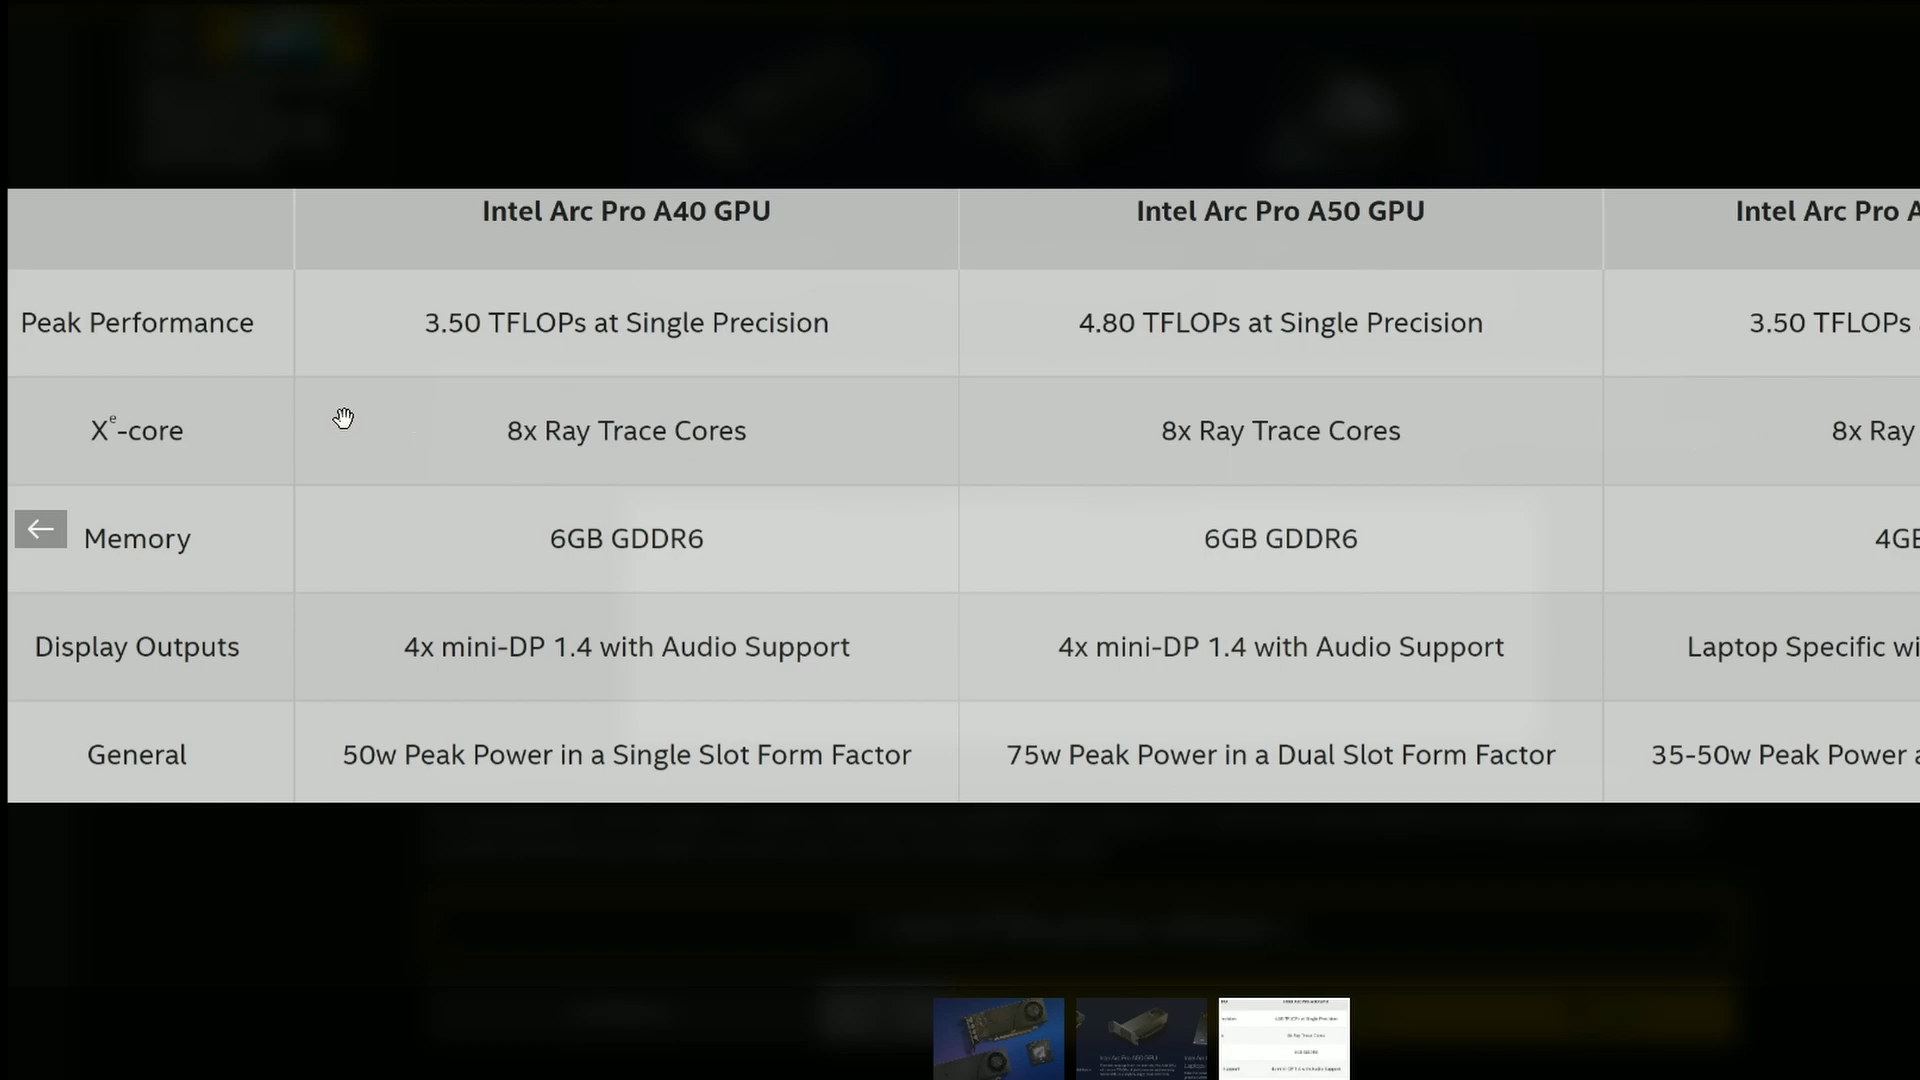 Intel Arc Pro A40 GPU Intel Arc Pro A50 GPU Intel Arc Pro
Peak Performance 3.50 TFLOPs at Single Precision 4.80 TFLOPs at Single Precision 3.50 TFLOPs
Xᵉ-core 8x Ray Trace Cores 8x Ray Trace Cores 8x Ray
Memory 6GB GDDR6 6GB GDDR6
Display Outputs 4x mini-DP 1.4 with Audio Support 4x mini-DP 1.4 with Audio Support Laptop Specific
General 50w Peak Power in a Single Slot Form Factor 75w Peak Power in a Dual Slot Form Factor 35-50w Peak Power